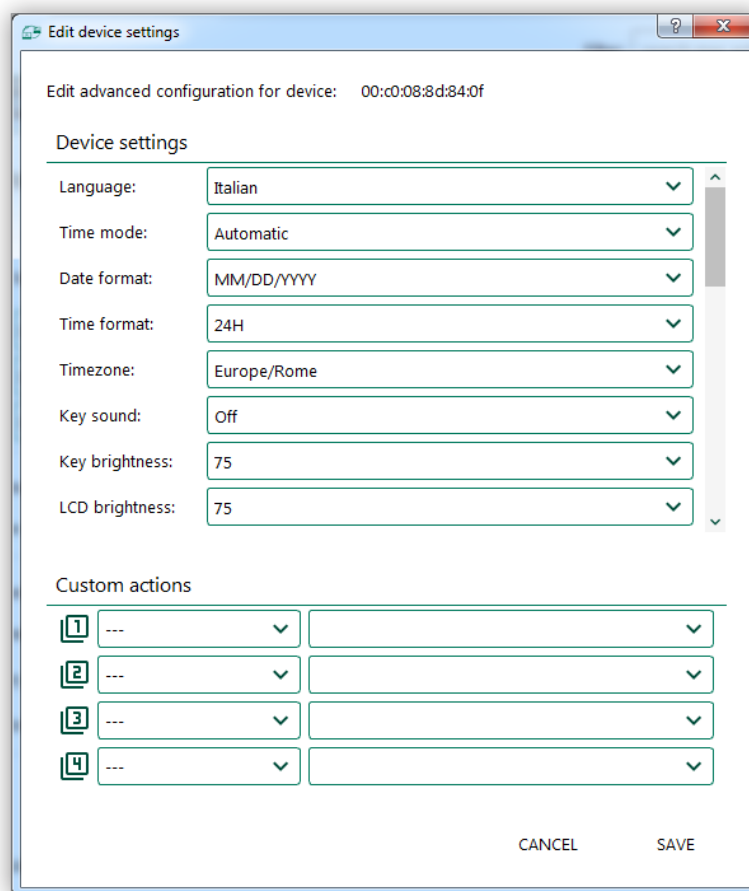 Edit device settings
Edit advanced configuration for device: 00:c0:08:8d:84:0f
Device settings
Language: Italian
Time mode: Automatic
Date format: MM/DD/YYYY
Time format: 24H
Timezone: Europe/Rome
Key sound: Off
Key brightness: 75
LCD brightness: 75
Custom actions
1 ---
2 ---
3 ---
4 ---
CANCEL SAVE